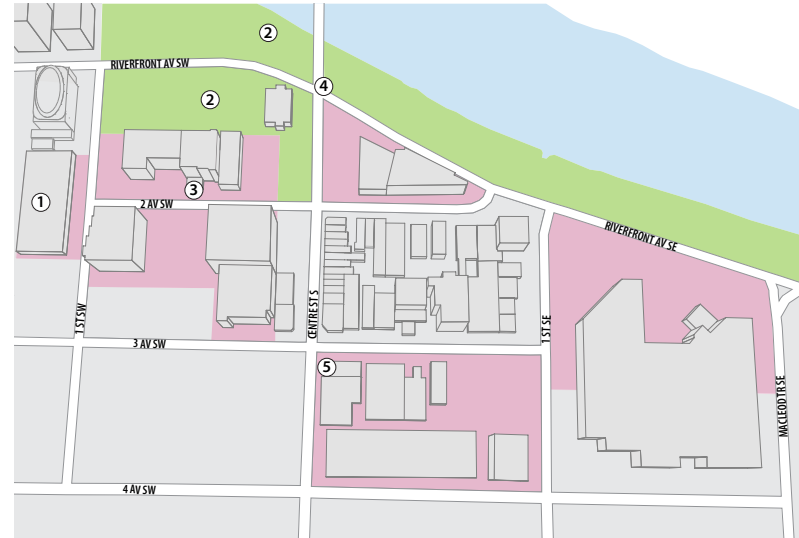 2
RIVERFRONT AV SW
4
2
3
1
2 AV SW
RIVERFRONT AV SE
1 ST SW
CENTRE ST S
1 ST SE
3 AV SW
5
MACLEOD TR SE
4 AV SW